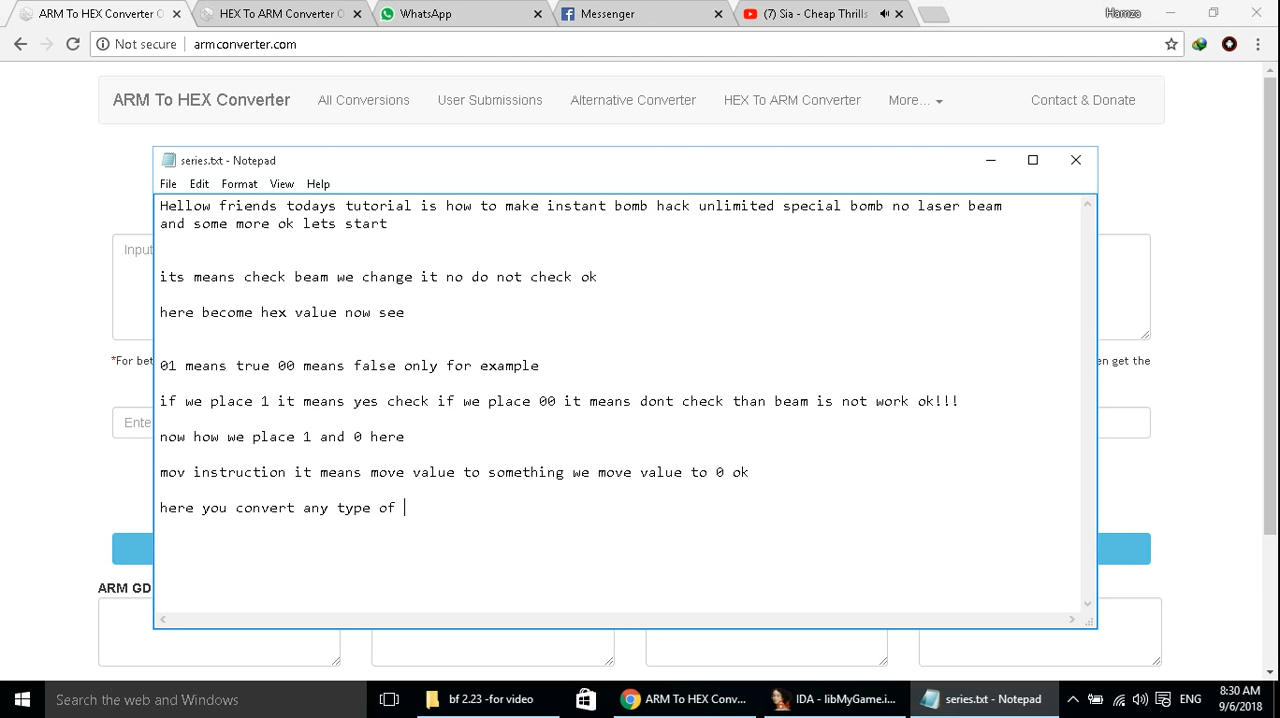 ARM To HEX Converter O
HEX To ARM Converter O
WhatsApp
Messenger
(7) Sia - Cheap Thrills
Hamza
Not secure
armconverter.com
ARM To HEX Converter
All Conversions
User Submissions
Alternative Converter
HEX To ARM Converter
More...
Contact & Donate
series.txt - Notepad
File Edit Format View Help
Hellow friends todays tutorial is how to make instant bomb hack unlimited special bomb no laser beam
and some more ok lets start
its means check beam we change it no do not check ok
here become hex value now see
01 means true 00 means false only for example
if we place 1 it means yes check if we place 00 it means dont check than beam is not work ok!!!
now how we place 1 and 0 here
mov instruction it means move value to something we move value to 0 ok
here you convert any type of
Input
*For bet
en get the
Ente
ARM GD
Search the web and Windows
bf 2.23 -for video
ARM To HEX Conv...
IDA - libMyGame.i...
series.txt - Notepad
ENG
8:30 AM
9/6/2018